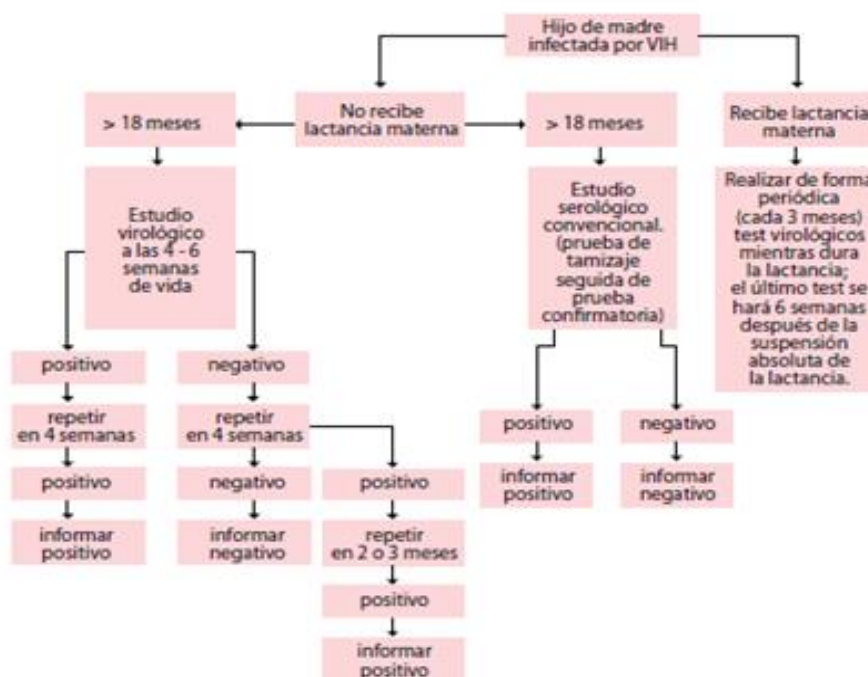 Hijo de madre
infectada por VIH
> 18 meses
No recibe
lactancia materna
> 18 meses
Recibe lactancia
materna
Estudio
virológico
a las 4 - 6
semanas
de vida
Estudio
serológico
convencional.
(prueba de
tamizaje
seguida de
prueba
confirmatoria)
Realizar de forma
periódica
(cada 3 meses)
test virológicos
mientras dura
la lactancia;
el último test se
hará 6 semanas
después de la
suspensión
absoluta de
la lactancia.
positivo
negativo
repetir
en 4 semanas
repetir
en 4 semanas
positivo
negativo
positivo
negativo
positivo
informar
positivo
informar
negativo
informar
positivo
informar
negativo
repetir
en 2 o 3 meses
positivo
informar
positivo